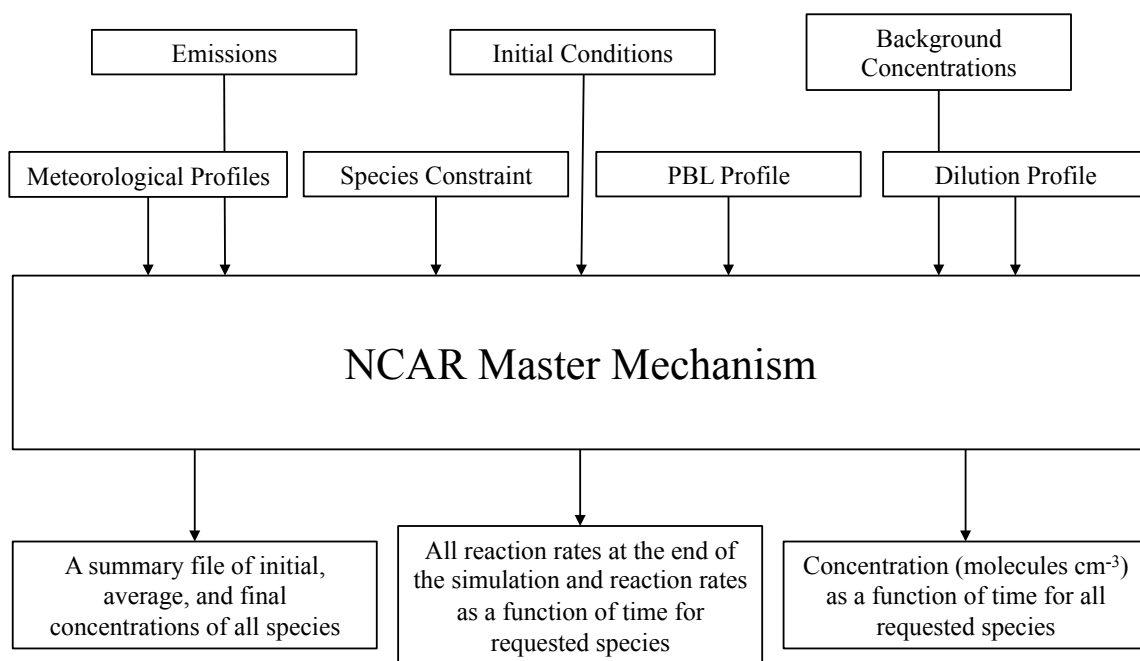 Emissions
Initial Conditions
Background
Concentrations
Meteorological Profiles
Species Constraint
PBL Profile
Dilution Profile
NCAR Master Mechanism
A summary file of initial,
average, and final
concentrations of all species
All reaction rates at the end of
the simulation and reaction rates
as a function of time for
requested species
Concentration (molecules cm⁻³)
as a function of time for all
requested species